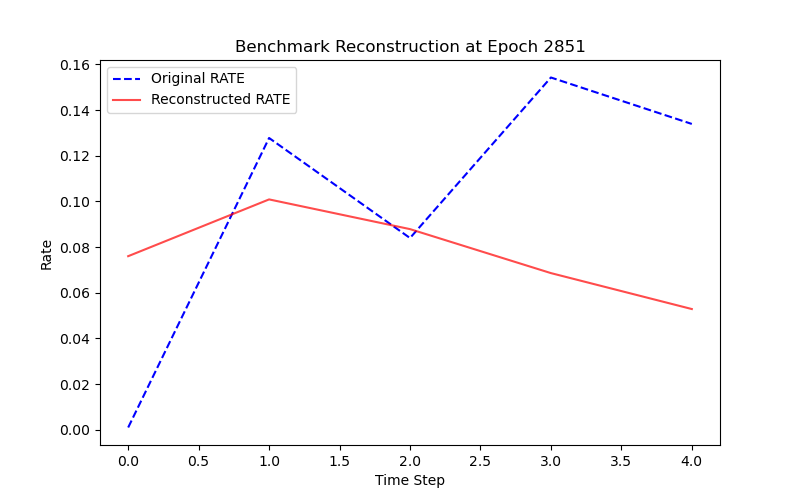 Benchmark Reconstruction at Epoch 2851
Original RATE
Reconstructed RATE
0.16
0.14
0.12
0.10
0.08
0.06
0.04
0.02
0.00
Rate
0.0 0.5 1.0 1.5 2.0 2.5 3.0 3.5 4.0
Time Step